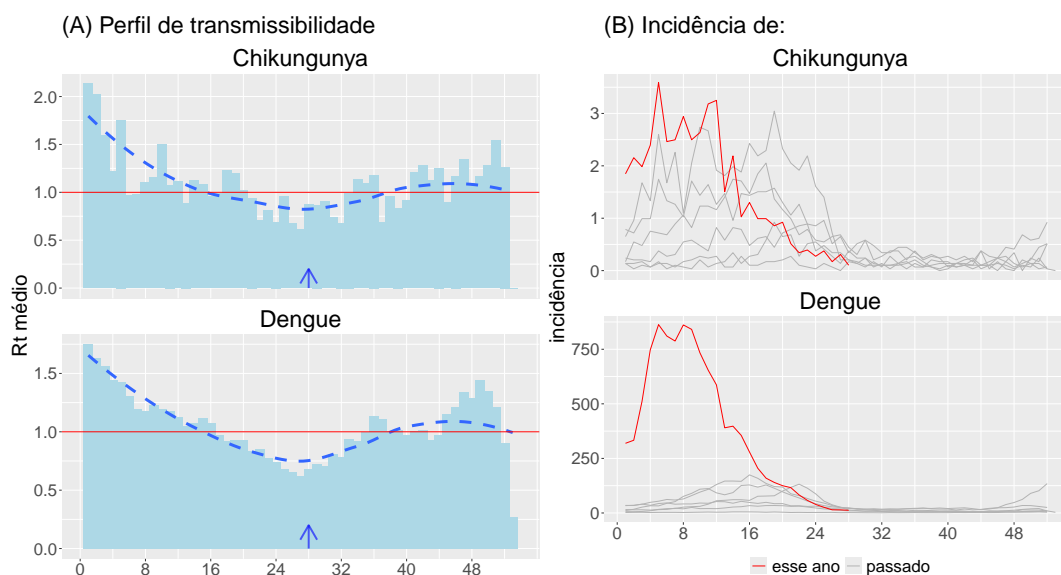 (A) Perfil de transmissibilidade
Chikungunya
2.0
1.5
1.0
0.5
0.0
Dengue
1.5
1.0
0.5
0.0
0 8 16 24 32 40 48
Rt médio
(B) Incidência de:
Chikungunya
3
2
1
0
Dengue
750
500
250
0
0 8 16 24 32 40 48
incidência
esse ano passado